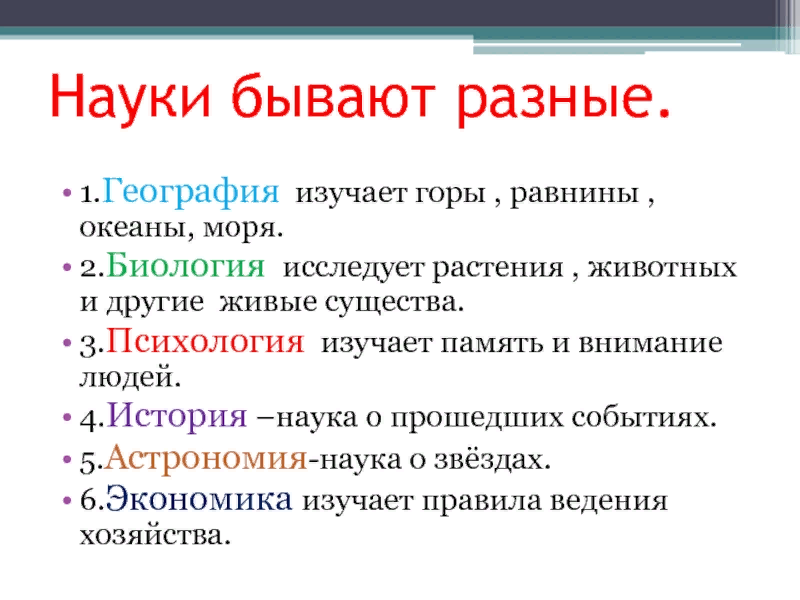 Науки бывают разные.
• 1.География изучает горы , равнины ,
океаны, моря.
• 2.Биология исследует растения , животных
и другие живые существа.
• 3.Психология изучает память и внимание
людей.
• 4.История –наука о прошедших событиях.
• 5.Астрономия-наука о звёздах.
• 6.Экономика изучает правила ведения
хозяйства.